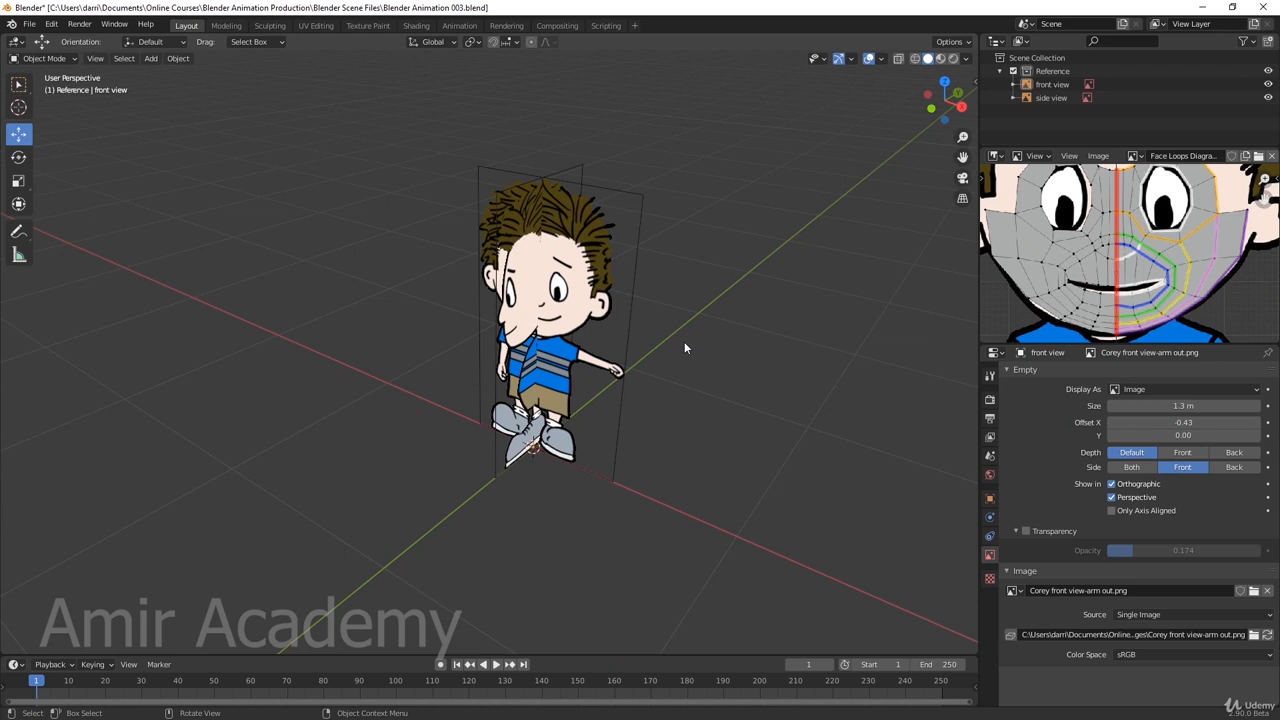 Blender* [C:\Users\darri\Documents\Online Courses\Blender Animation Production\Blender Scene Files\Blender Animation 003.blend]
File Edit Render Window Help Layout Modeling Sculpting UV Editing Texture Paint Shading Animation Rendering Compositing Scripting + Scene View Layer
Orientation: Default Drag: Select Box Global Options
Object Mode View Select Add Object
User Perspective
(1) Reference | front view
Z
Y
X
Scene Collection
Reference
front view
side view
View View Image Face Loops Diagra...
front view Corey front view-arm out.png
Empty
Display As Image
Size 1.3 m
Offset X -0.43
Y 0.00
Depth Default Front Back
Side Both Front Back
Show in Orthographic
Perspective
Only Axis Aligned
Transparency
Opacity 0.174
Image
Corey front view-arm out.png
Source Single Image
C:\Users\darri\Documents\Online...ges\Corey front view-arm out.png
Color Space sRGB
Amir Academy
Playback Keying View Marker 1 Start 1 End 250
1 10 20 30 40 50 60 70 80 90 100 110 120 130 140 150 160 170 180 190 200 210 220 230 240 250
Select Box Select Rotate View Object Context Menu 2.90.0 Beta
Udemy